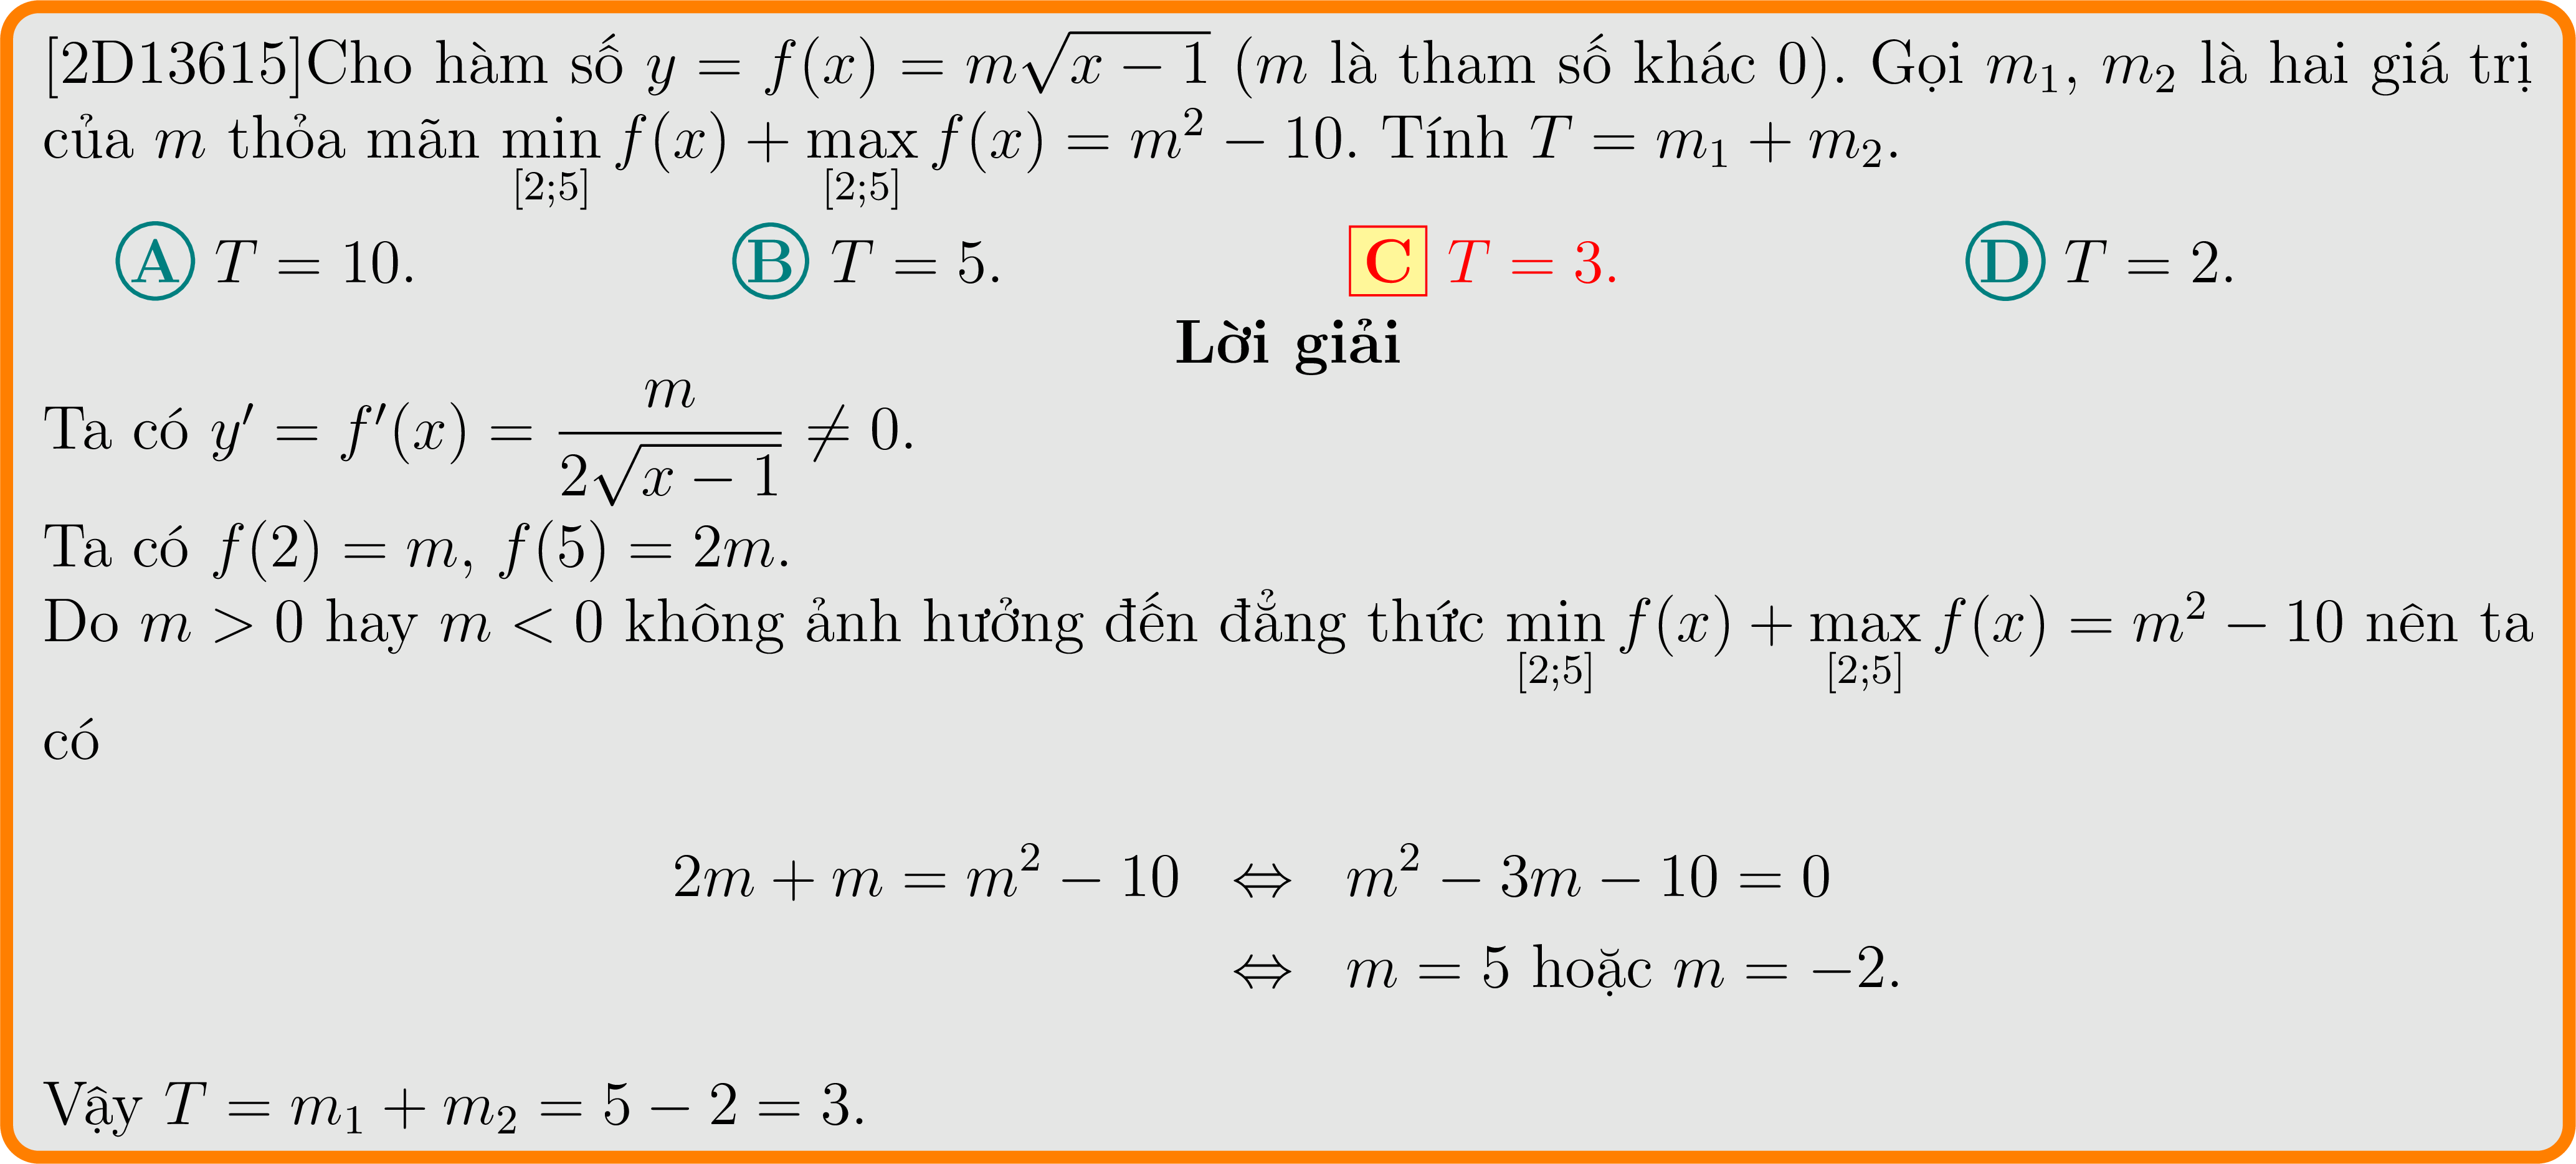 [2D13615]Cho hàm số $y = f(x) = m\sqrt{x-1}$ ($m$ là tham số khác 0). Gọi $m_1$, $m_2$ là hai giá trị
của $m$ thỏa mãn $\min\limits_{[2;5]} f(x) + \max\limits_{[2;5]} f(x) = m^2 - 10$. Tính $T = m_1 + m_2$.
A $T = 10$. B $T = 5$. C $T = 3$. D $T = 2$.
Lời giải
Ta có $y' = f'(x) = \dfrac{m}{2\sqrt{x-1}} \neq 0$.
Ta có $f(2) = m$, $f(5) = 2m$.
Do $m > 0$ hay $m < 0$ không ảnh hưởng đến đẳng thức $\min\limits_{[2;5]} f(x) + \max\limits_{[2;5]} f(x) = m^2 - 10$ nên ta
có
$2m + m = m^2 - 10 \Leftrightarrow m^2 - 3m - 10 = 0$
$\Leftrightarrow m = 5$ hoặc $m = -2$.
Vậy $T = m_1 + m_2 = 5 - 2 = 3$.